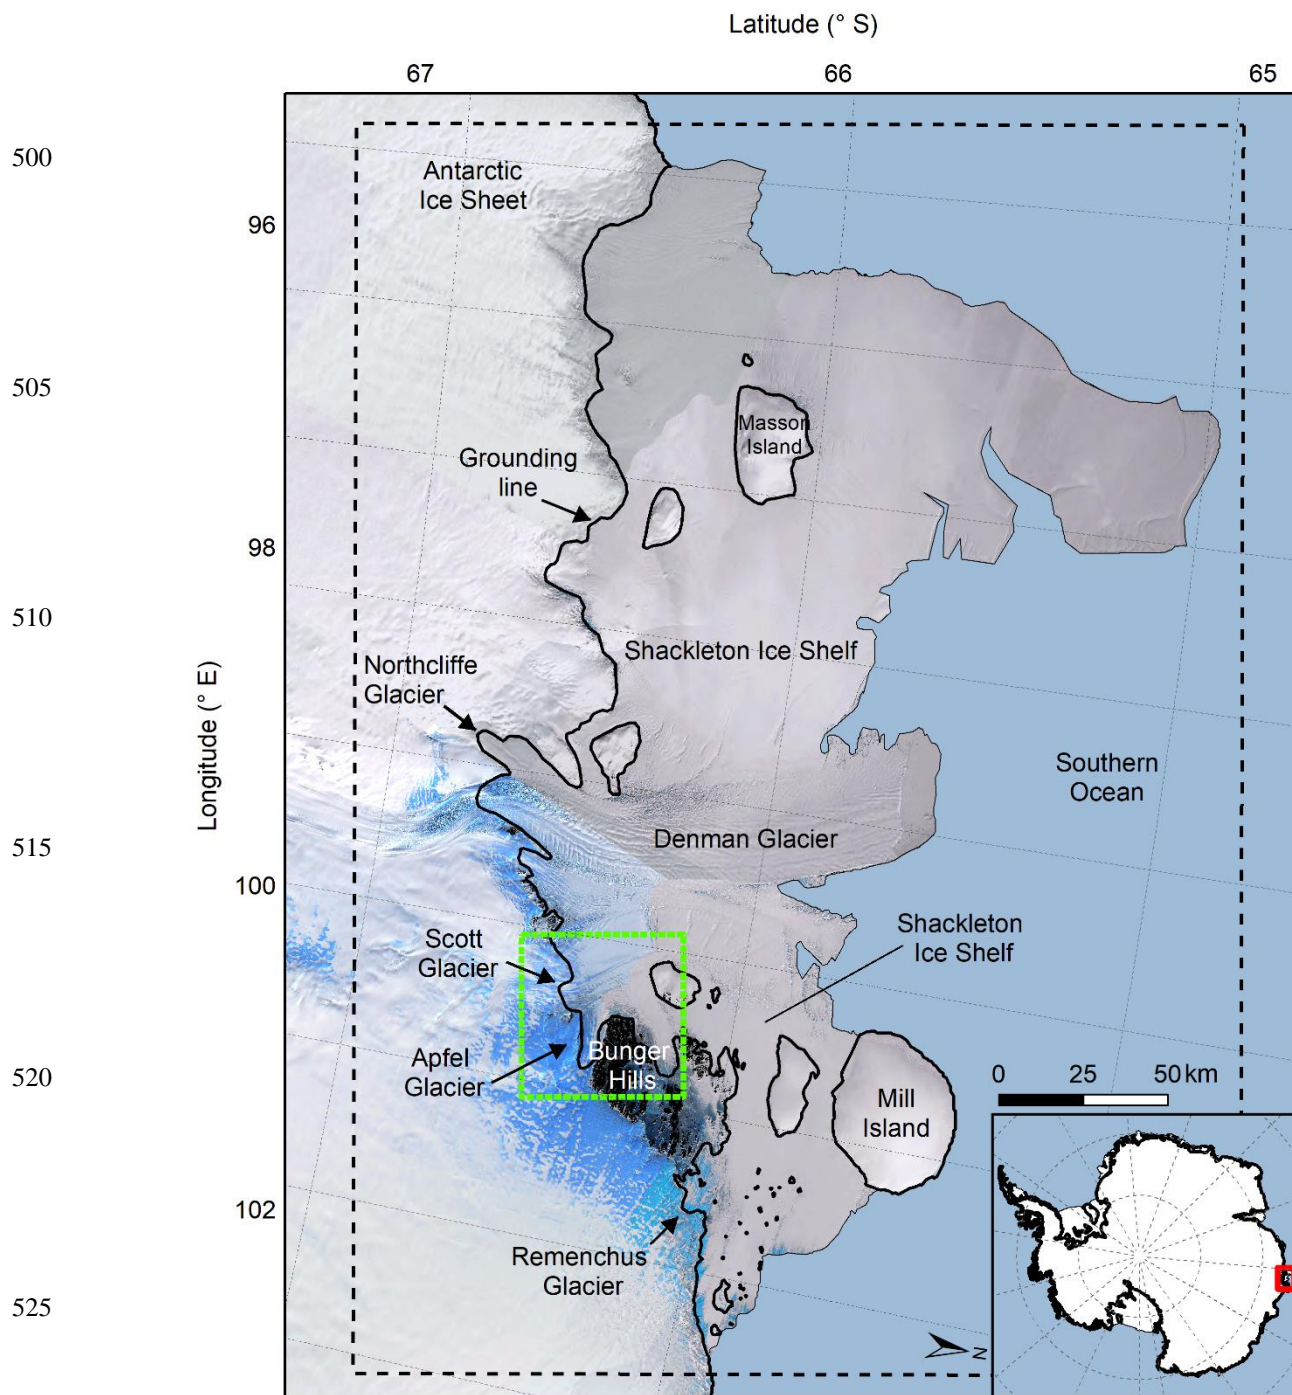 Latitude (° S)
67
66
65
500
Antarctic
Ice Sheet
96
505
Masson
Island
Grounding
line
98
510
Shackleton Ice Shelf
Northcliffe
Glacier
Longitude (° E)
Southern
Ocean
515
Denman Glacier
100
Shackleton
Ice Shelf
Scott
Glacier
Bunger
Hills
Apfel
Glacier
520
0 25 50 km
Mill
Island
102
Remenchus
Glacier
525
N